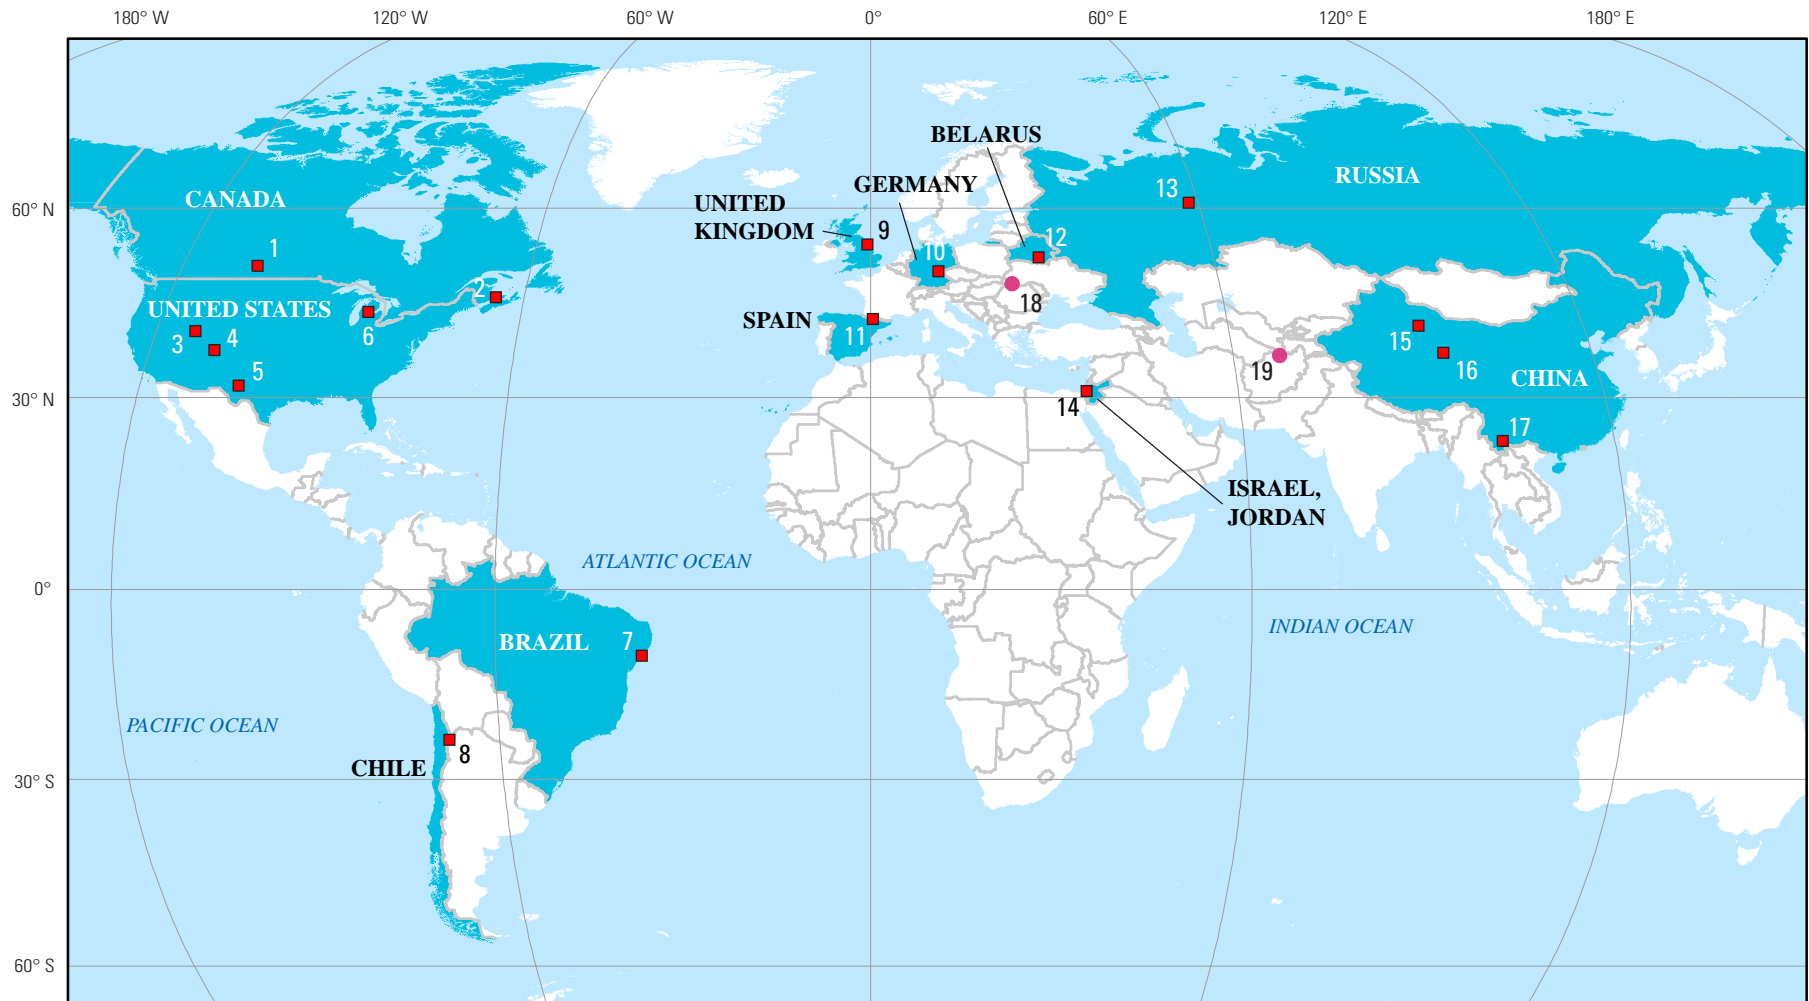 180° W
120° W
60° W
0°
60° E
120° E
180° E
60° N
30° N
0°
30° S
60° S
BELARUS
GERMANY
UNITED
KINGDOM
RUSSIA
CANADA
UNITED STATES
SPAIN
CHINA
ISRAEL,
JORDAN
ATLANTIC OCEAN
BRAZIL
INDIAN OCEAN
PACIFIC OCEAN
CHILE
1
2
3
4
5
6
7
8
9
10
11
12
13
14
15
16
17
18
19